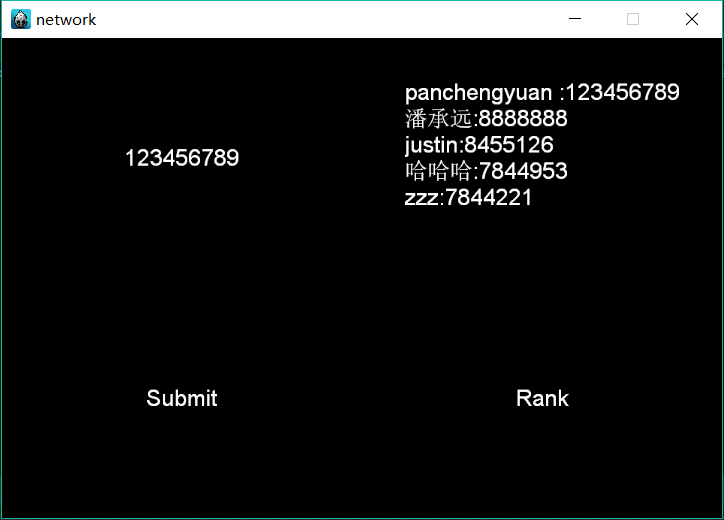 network
123456789
panchengyuan :123456789
潘承远:8888888
justin:8455126
哈哈哈:7844953
zzz:7844221
Submit
Rank